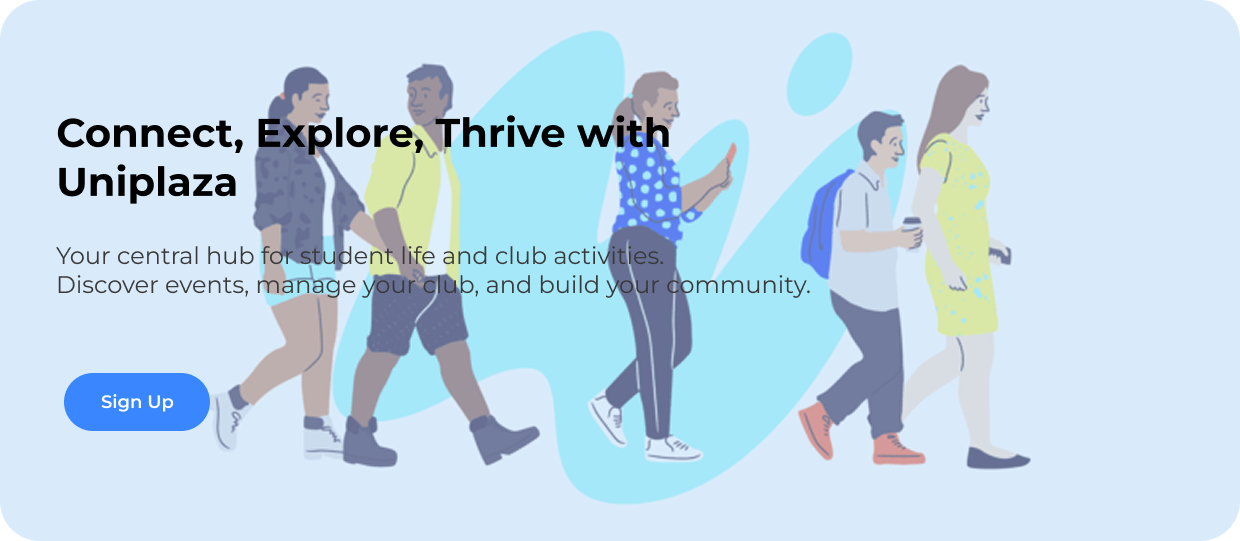 Connect, Explore, Thrive with
Uniplaza
Your central hub for student life and club activities.
Discover events, manage your club, and build your community.
Sign Up